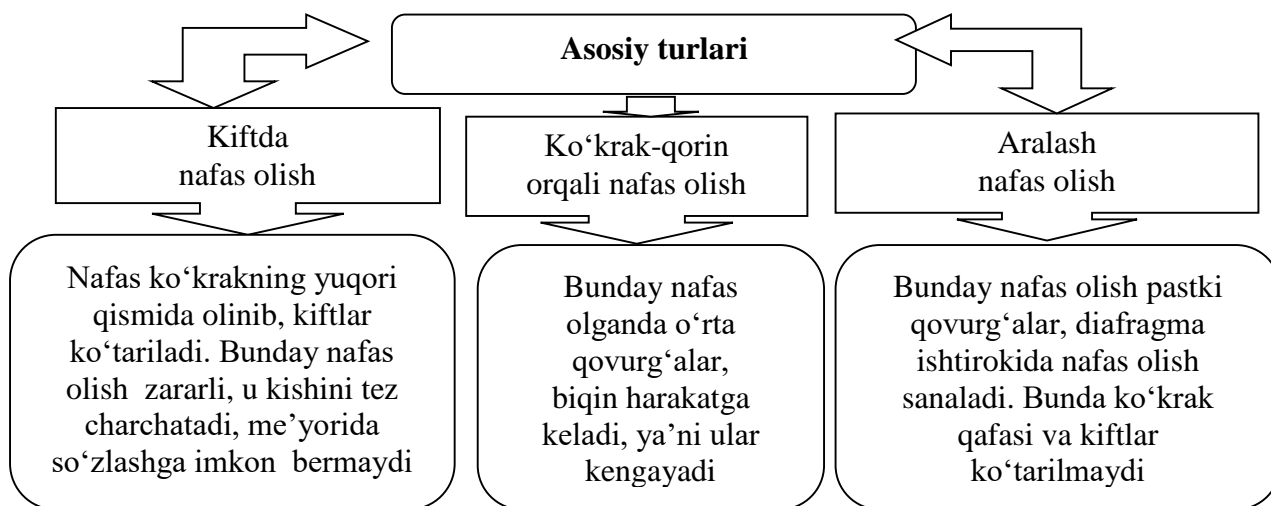 Asosiy turlari
Kiftda
nafas olish
Ko‘krak-qorin
orqali nafas olish
Aralash
nafas olish
Nafas ko‘krakning yuqori
qismida olinib, kiftlar
ko‘tariladi. Bunday nafas
olish zararli, u kishini tez
charchatadi, me’yorida
so‘zlashga imkon bermaydi
Bunday nafas
olganda o‘rta
qovurg‘alar,
biqin harakatga
keladi, ya’ni ular
kengayadi
Bunday nafas olish pastki
qovurg‘alar, diafragma
ishtirokida nafas olish
sanaladi. Bunda ko‘krak
qafasi va kiftlar
ko‘tarilmaydi